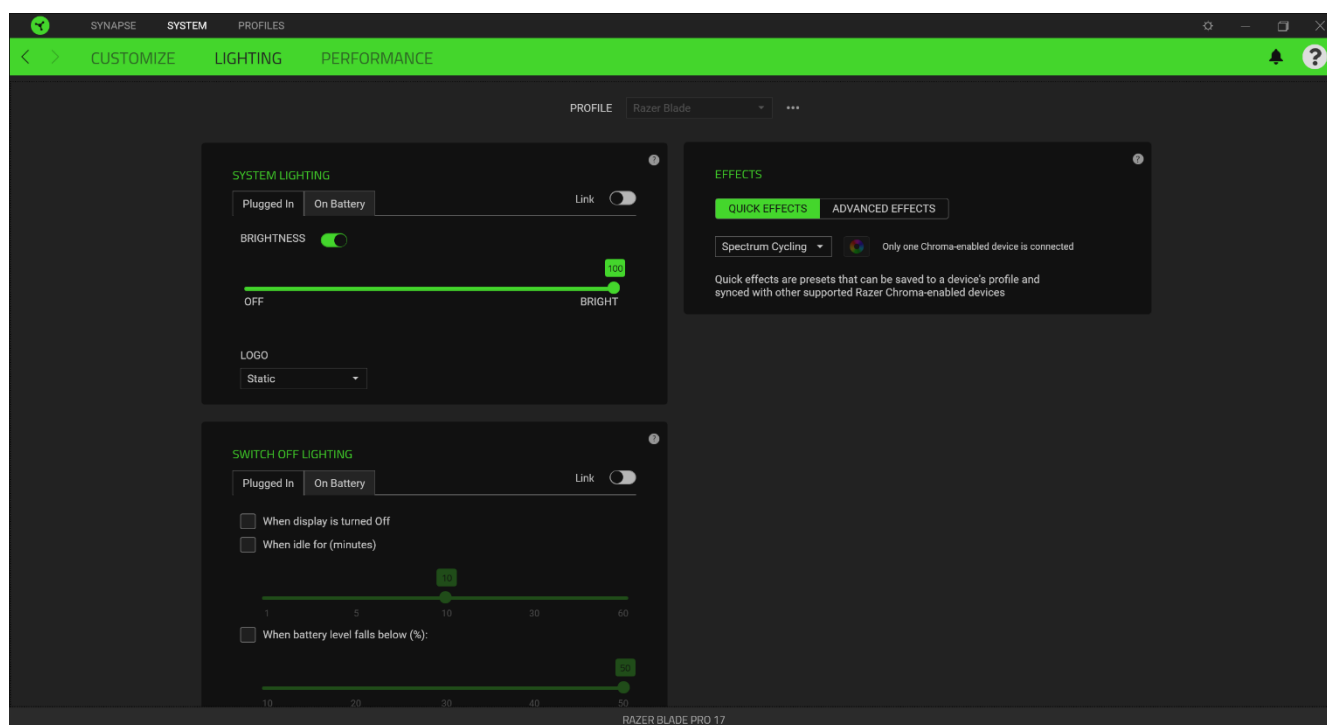 SYNAPSE SYSTEM PROFILES
CUSTOMIZE LIGHTING PERFORMANCE
?
PROFILE Razer Blade •••
SYSTEM LIGHTING
?
Plugged In On Battery Link
BRIGHTNESS
100
OFF BRIGHT
LOGO
Static
EFFECTS
?
QUICK EFFECTS ADVANCED EFFECTS
Spectrum Cycling Only one Chroma-enabled device is connected
Quick effects are presets that can be saved to a device's profile and
synced with other supported Razer Chroma-enabled devices
SWITCH OFF LIGHTING
?
Plugged In On Battery Link
When display is turned Off
When idle for (minutes)
10
1 5 10 30 60
When battery level falls below (%):
50
10 20 30 40 50
RAZER BLADE PRO 17